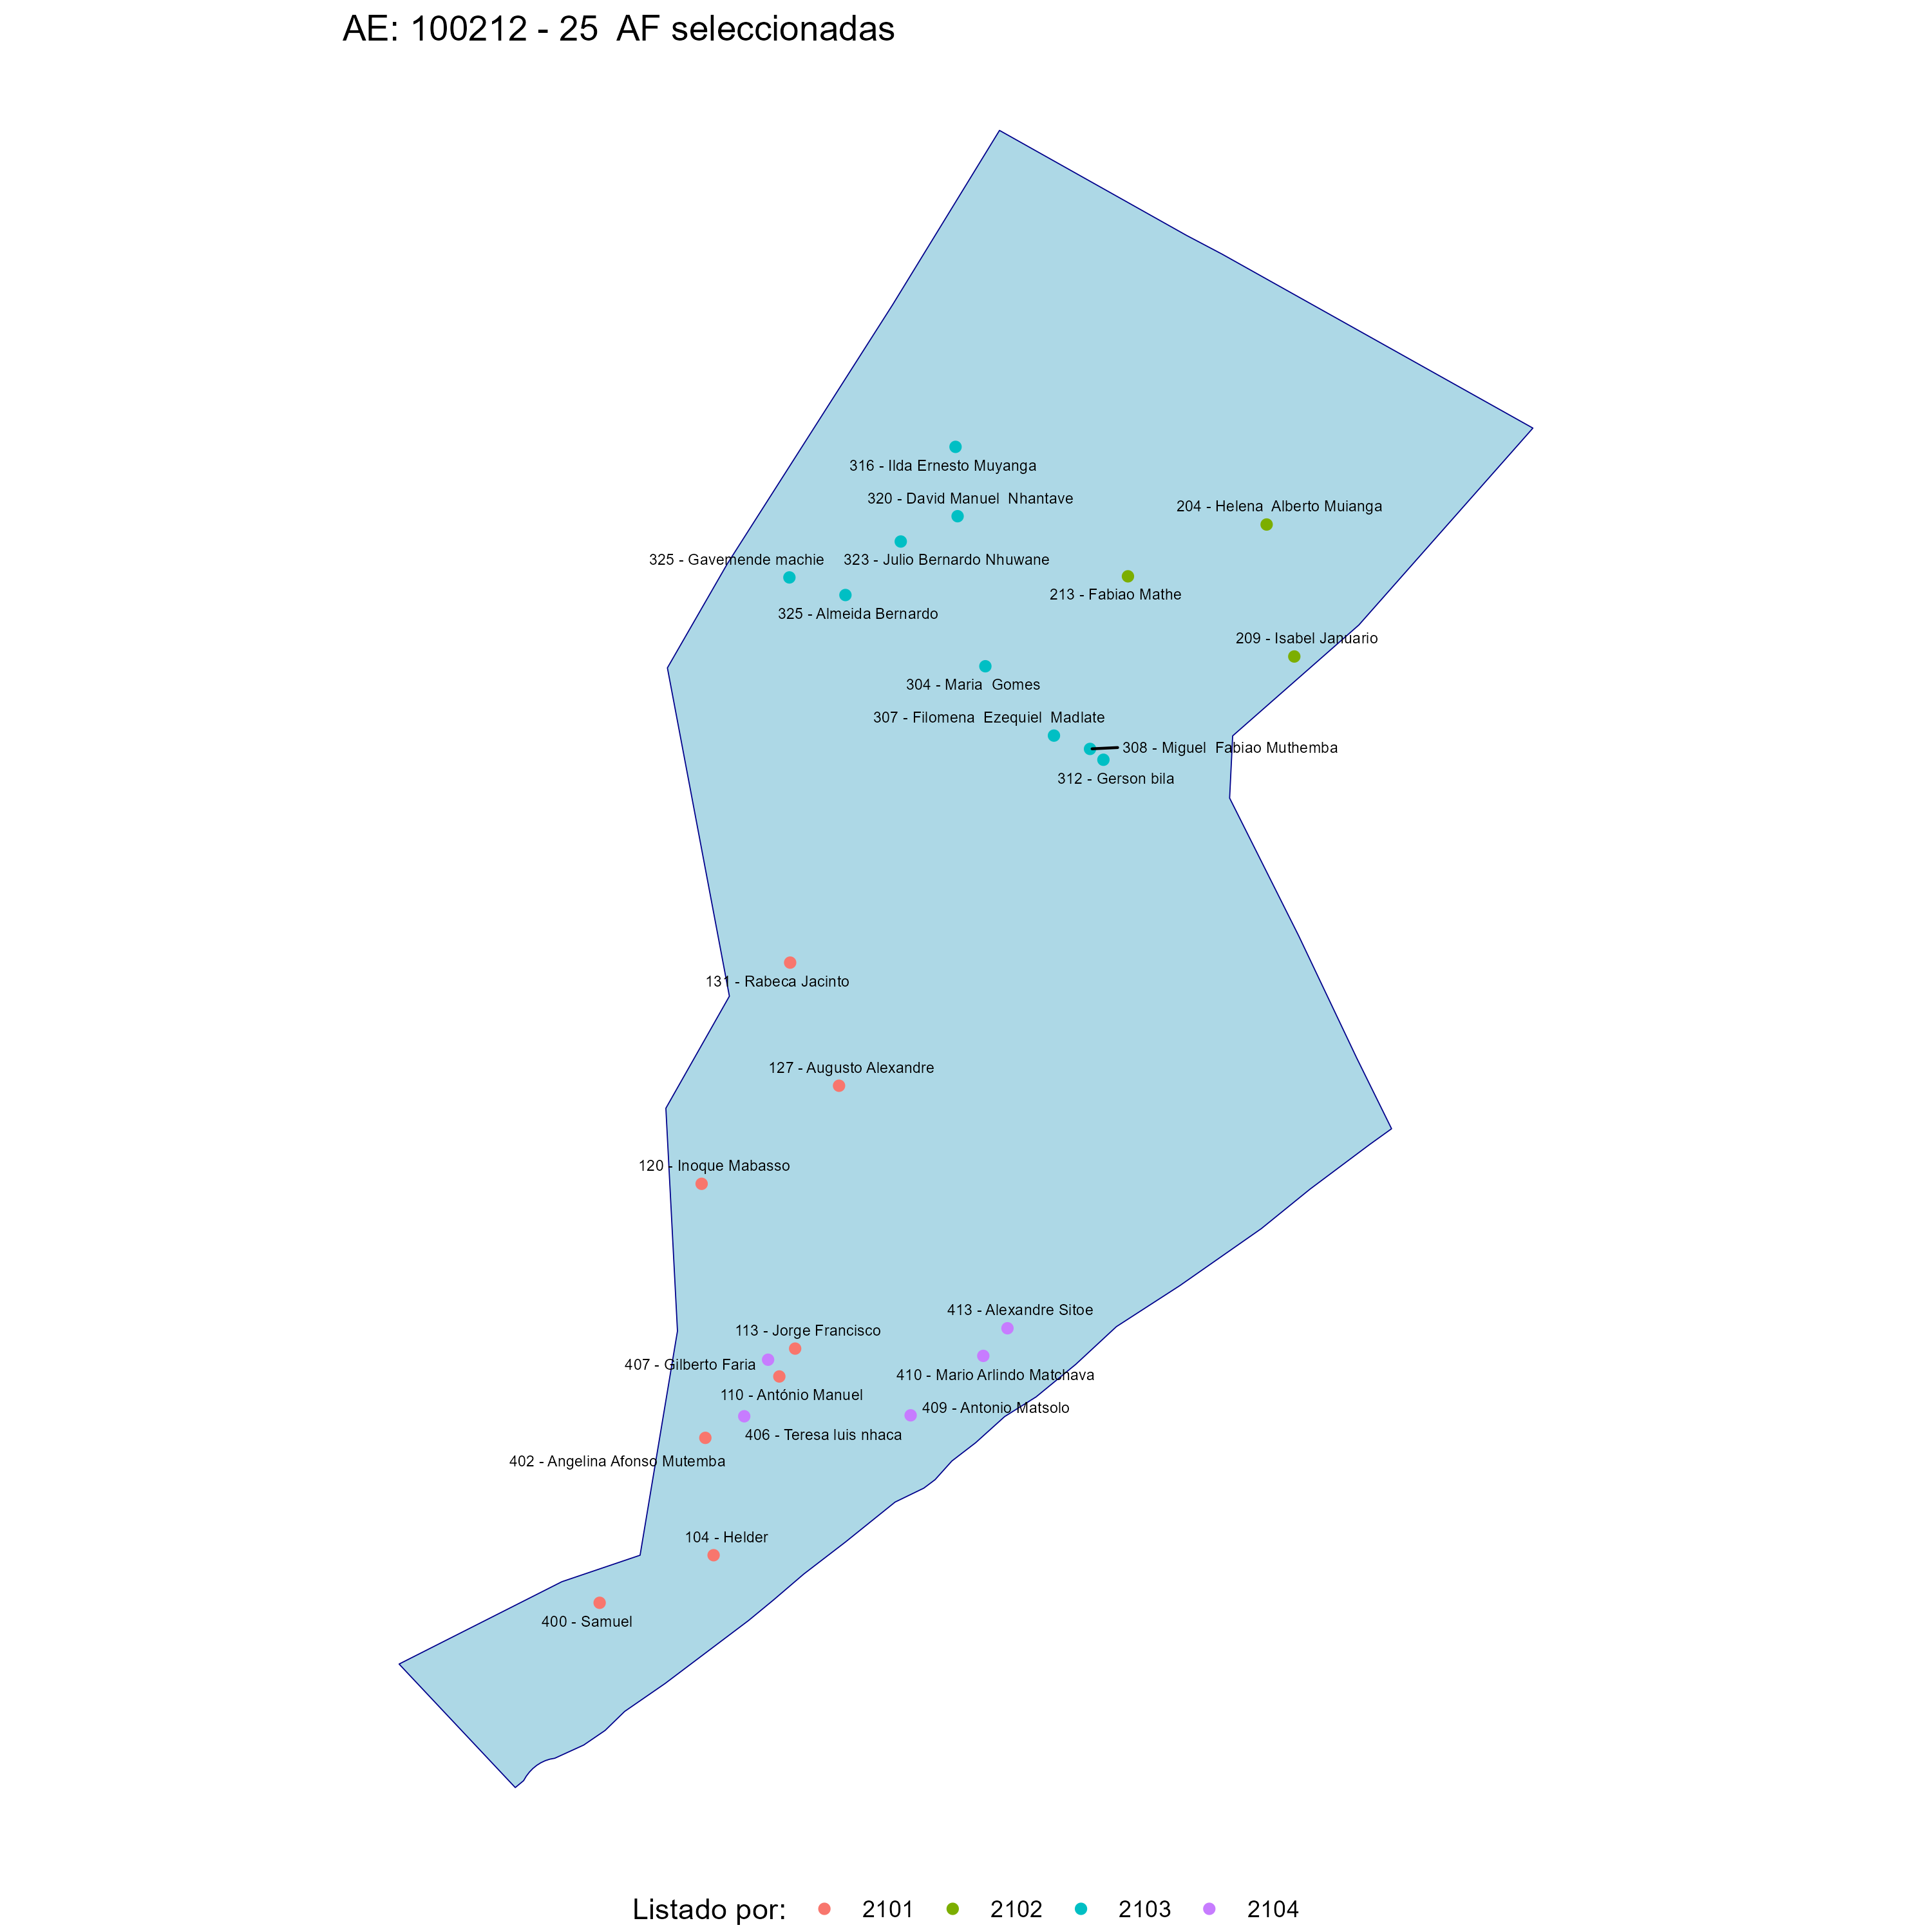 AE: 100212 - 25  AF seleccionadas
316 - Ilda Ernesto Muyanga
320 - David Manuel  Nhantave
204 - Helena  Alberto Muianga
325 - Gavemende machie
323 - Julio Bernardo Nhuwane
213 - Fabiao Mathe
325 - Almeida Bernardo
209 - Isabel Januario
304 - Maria  Gomes
307 - Filomena  Ezequiel  Madlate
308 - Miguel  Fabiao Muthemba
312 - Gerson bila
131 - Rabeca Jacinto
127 - Augusto Alexandre
120 - Inoque Mabasso
413 - Alexandre Sitoe
113 - Jorge Francisco
407 - Gilberto Faria
410 - Mario Arlindo Matchava
110 - António Manuel
409 - Antonio Matsolo
406 - Teresa luis nhaca
402 - Angelina Afonso Mutemba
104 - Helder
400 - Samuel
Listado por: 2101 2102 2103 2104